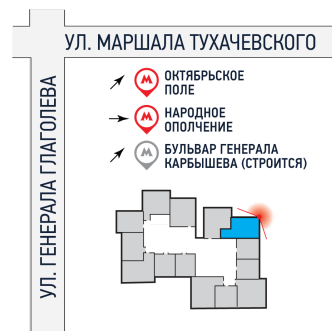 УЛ. МАРШАЛА ТУХАЧЕВСКОГО
УЛ. ГЕНЕРАЛА ГЛАГОЛЕВА
ОКТЯБРЬСКОЕ
ПОЛЕ
НАРОДНОЕ
ОПОЛЧЕНИЕ
БУЛЬВАР ГЕНЕРАЛА
КАРБЫШЕВА (СТРОИТСЯ)